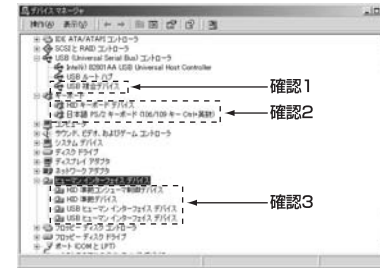 デバイス マネージャ
操作(A) 表示(V)
IDE ATA/ATAPI コントローラ
SCSI と RAID コントローラ
USB (Universal Serial Bus) コントローラ
Intel(r) 82801AA USB Universal Host Controller
USB ルート ハブ
USB 複合デバイス
確認1
キーボード
HID キーボード デバイス
確認2
日本語 PS/2 キーボード (106/109 キー Ctrl+英数)
コンピュータ
サウンド、ビデオ、およびゲーム コントローラ
システム デバイス
ディスク ドライブ
ディスプレイ アダプタ
ネットワーク アダプタ
ヒューマン インターフェイス デバイス
HID 準拠コンシューマ制御デバイス
HID 準拠デバイス
確認3
USB ヒューマン インターフェイス デバイス
USB ヒューマン インターフェイス デバイス
フロッピー ディスク コントローラ
フロッピー ディスク ドライブ
ポート (COM と LPT)